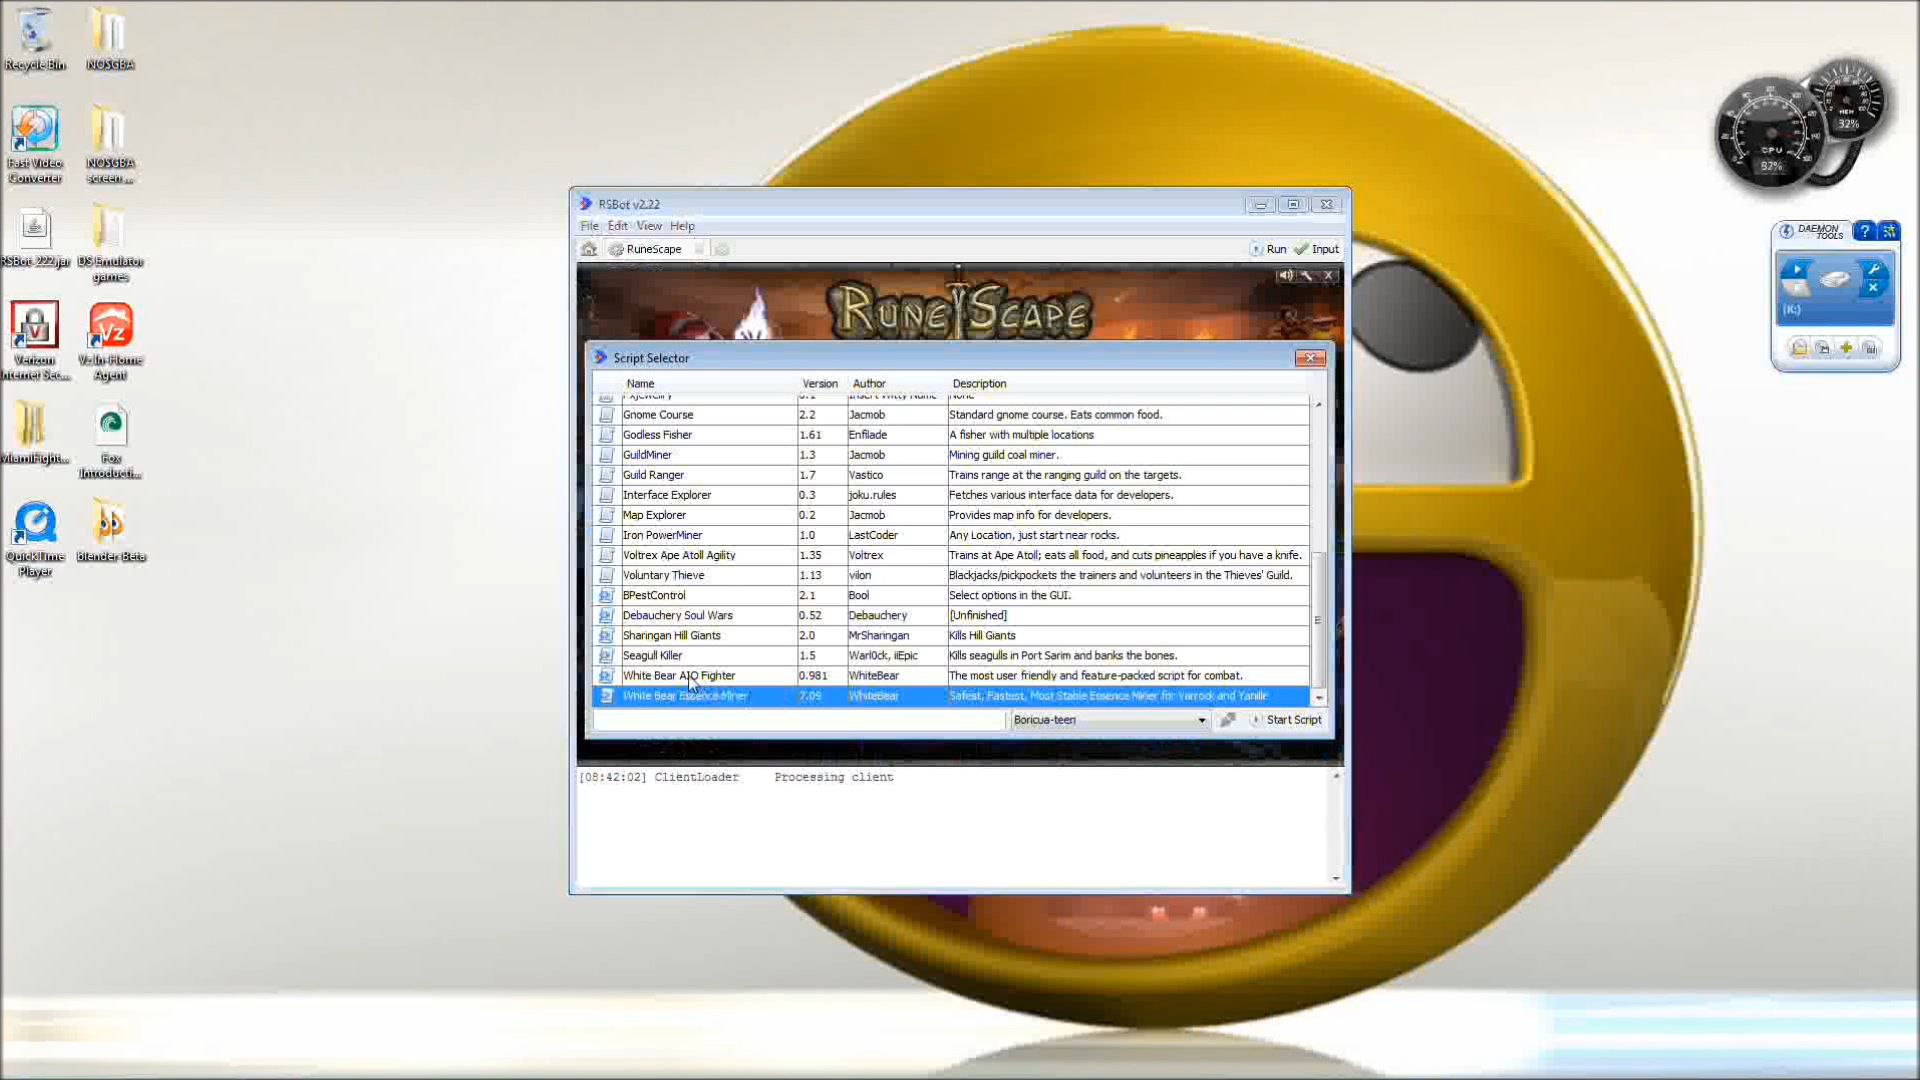 Recycle Bin
NOSGBA
Fast Video
Converter
NOSGBA
screen ...
RSBot-222.jar
DS Emulator
games
Verizon
Internet Sec...
Vz In-Home
Agent
MiamiFight...
Fox
Introducti...
QuickTime
Player
Blender-Beta
MEM
32%
CPU
DAEMON
TOOLS
RSBot v2.22
File Edit View Help
RuneScape
Run Input
RUNESCAPE
Script Selector
Name Version Author Description
FxJewellry 0.1 Insert Witty Name None
Gnome Course 2.2 Jacmob Standard gnome course. Eats common food.
Godless Fisher 1.61 Enfilade A fisher with multiple locations
GuildMiner 1.3 Jacmob Mining guild coal miner.
Guild Ranger 1.7 Vastico Trains range at the ranging guild on the targets.
Interface Explorer 0.3 joku.rules Fetches various interface data for developers.
Map Explorer 0.2 Jacmob Provides map info for developers.
Iron PowerMiner 1.0 LastCoder Any Location, just start near rocks.
Voltrex Ape Atoll Agility 1.35 Voltrex Trains at Ape Atoll; eats all food, and cuts pineapples if you have a knife.
Voluntary Thieve 1.13 vilon Blackjacks/pickpockets the trainers and volunteers in the Thieves' Guild.
BPestControl 2.1 Bool Select options in the GUI.
Debauchery Soul Wars 0.52 Debauchery [Unfinished]
Sharingan Hill Giants 2.0 MrSharingan Kills Hill Giants
Seagull Killer 1.5 Warl0ck, iiEpic Kills seagulls in Port Sarim and banks the bones.
White Bear AIO Fighter 0.981 WhiteBear The most user friendly and feature-packed script for combat.
White Bear Essence Miner 7.09 WhiteBear Safest, Fastest, Most Stable Essence Miner for Varrock and Yanille
Boricua-teen Start Script
[08:42:02] ClientLoader Processing client